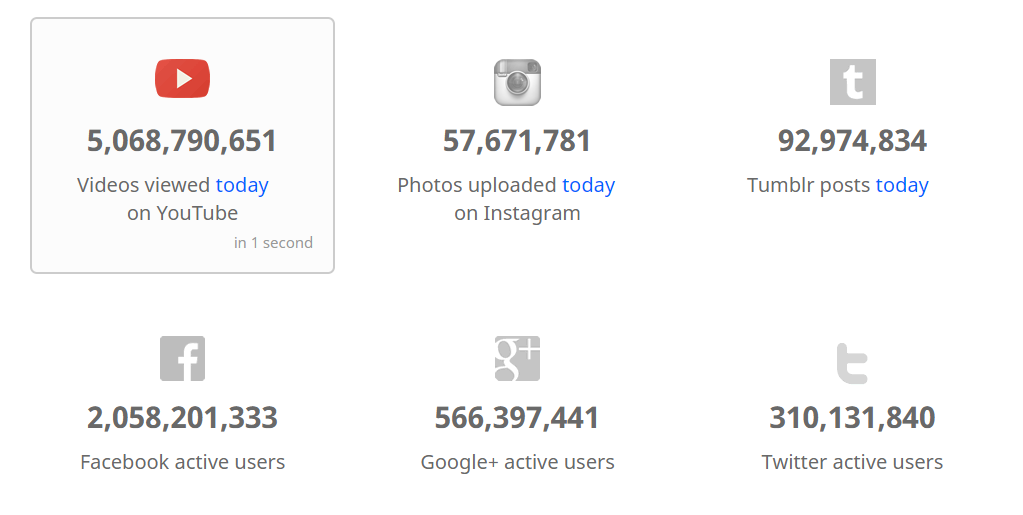 5,068,790,651
Videos viewed today
on YouTube
in 1 second
57,671,781
Photos uploaded today
on Instagram
92,974,834
Tumblr posts today
2,058,201,333
Facebook active users
566,397,441
Google+ active users
310,131,840
Twitter active users